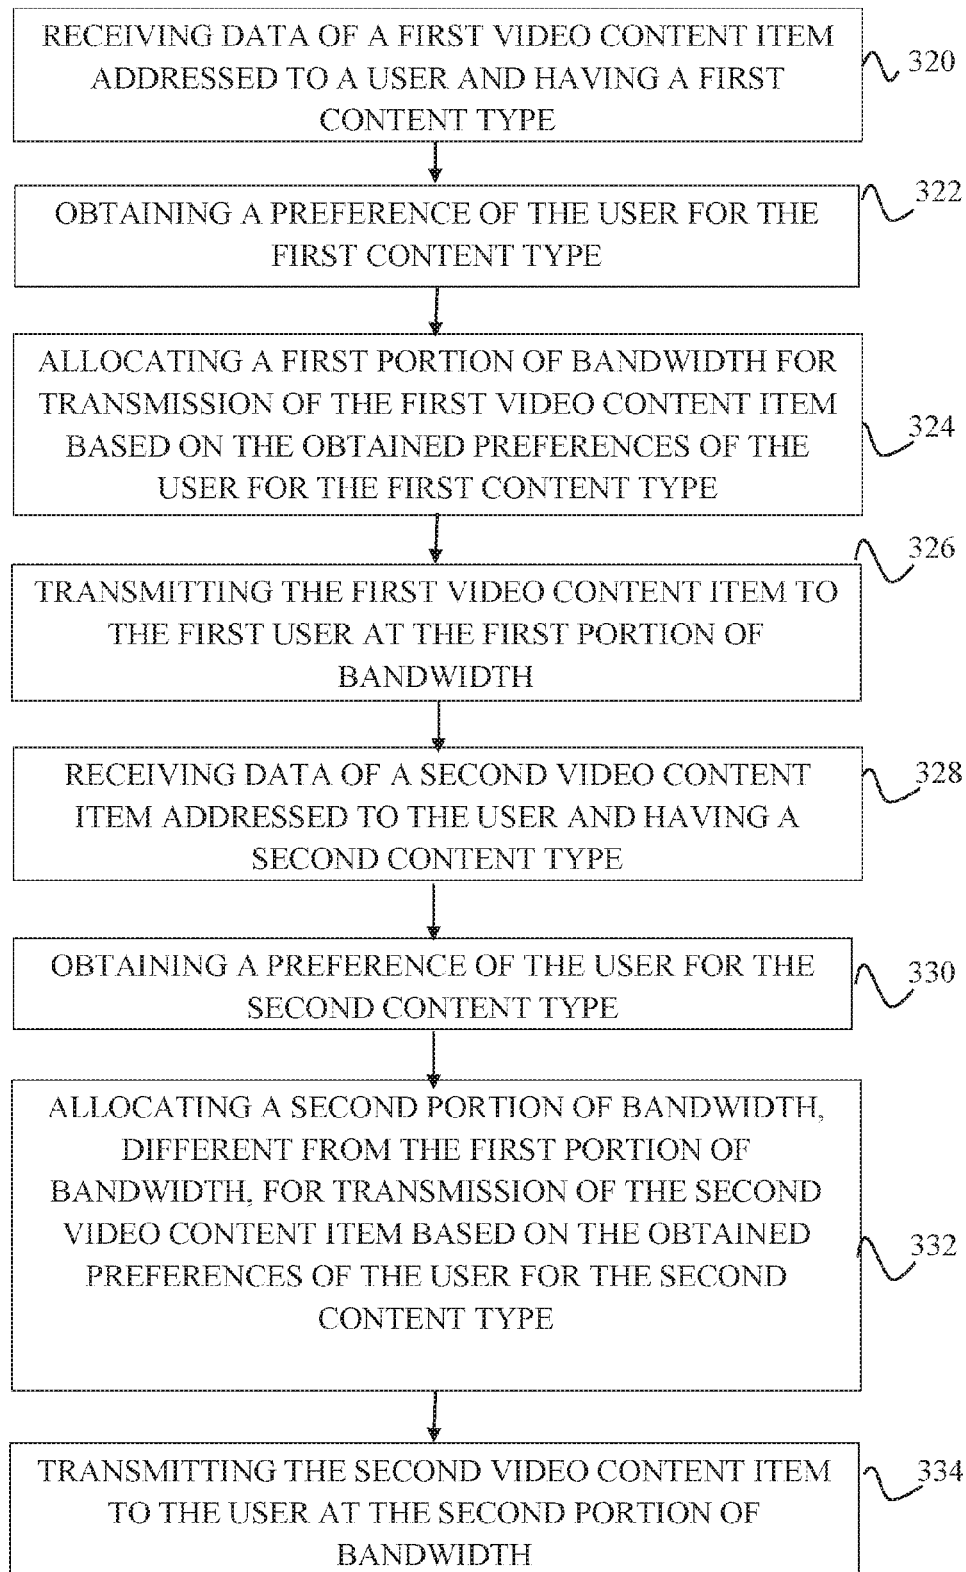 RECEIVING DATA OF A FIRST VIDEO CONTENT ITEM
ADDRESSED TO A USER AND HAVING A FIRST
CONTENT TYPE
320
OBTAINING A PREFERENCE OF THE USER FOR THE
FIRST CONTENT TYPE
322
ALLOCATING A FIRST PORTION OF BANDWIDTH FOR
TRANSMISSION OF THE FIRST VIDEO CONTENT ITEM
BASED ON THE OBTAINED PREFERENCES OF THE
USER FOR THE FIRST CONTENT TYPE
324
TRANSMITTING THE FIRST VIDEO CONTENT ITEM TO
THE FIRST USER AT THE FIRST PORTION OF
BANDWIDTH
326
RECEIVING DATA OF A SECOND VIDEO CONTENT
ITEM ADDRESSED TO THE USER AND HAVING A
SECOND CONTENT TYPE
328
OBTAINING A PREFERENCE OF THE USER FOR THE
SECOND CONTENT TYPE
330
ALLOCATING A SECOND PORTION OF BANDWIDTH,
DIFFERENT FROM THE FIRST PORTION OF
BANDWIDTH, FOR TRANSMISSION OF THE SECOND
VIDEO CONTENT ITEM BASED ON THE OBTAINED
PREFERENCES OF THE USER FOR THE SECOND
CONTENT TYPE
332
TRANSMITTING THE SECOND VIDEO CONTENT ITEM
TO THE USER AT THE SECOND PORTION OF
BANDWIDTH
334